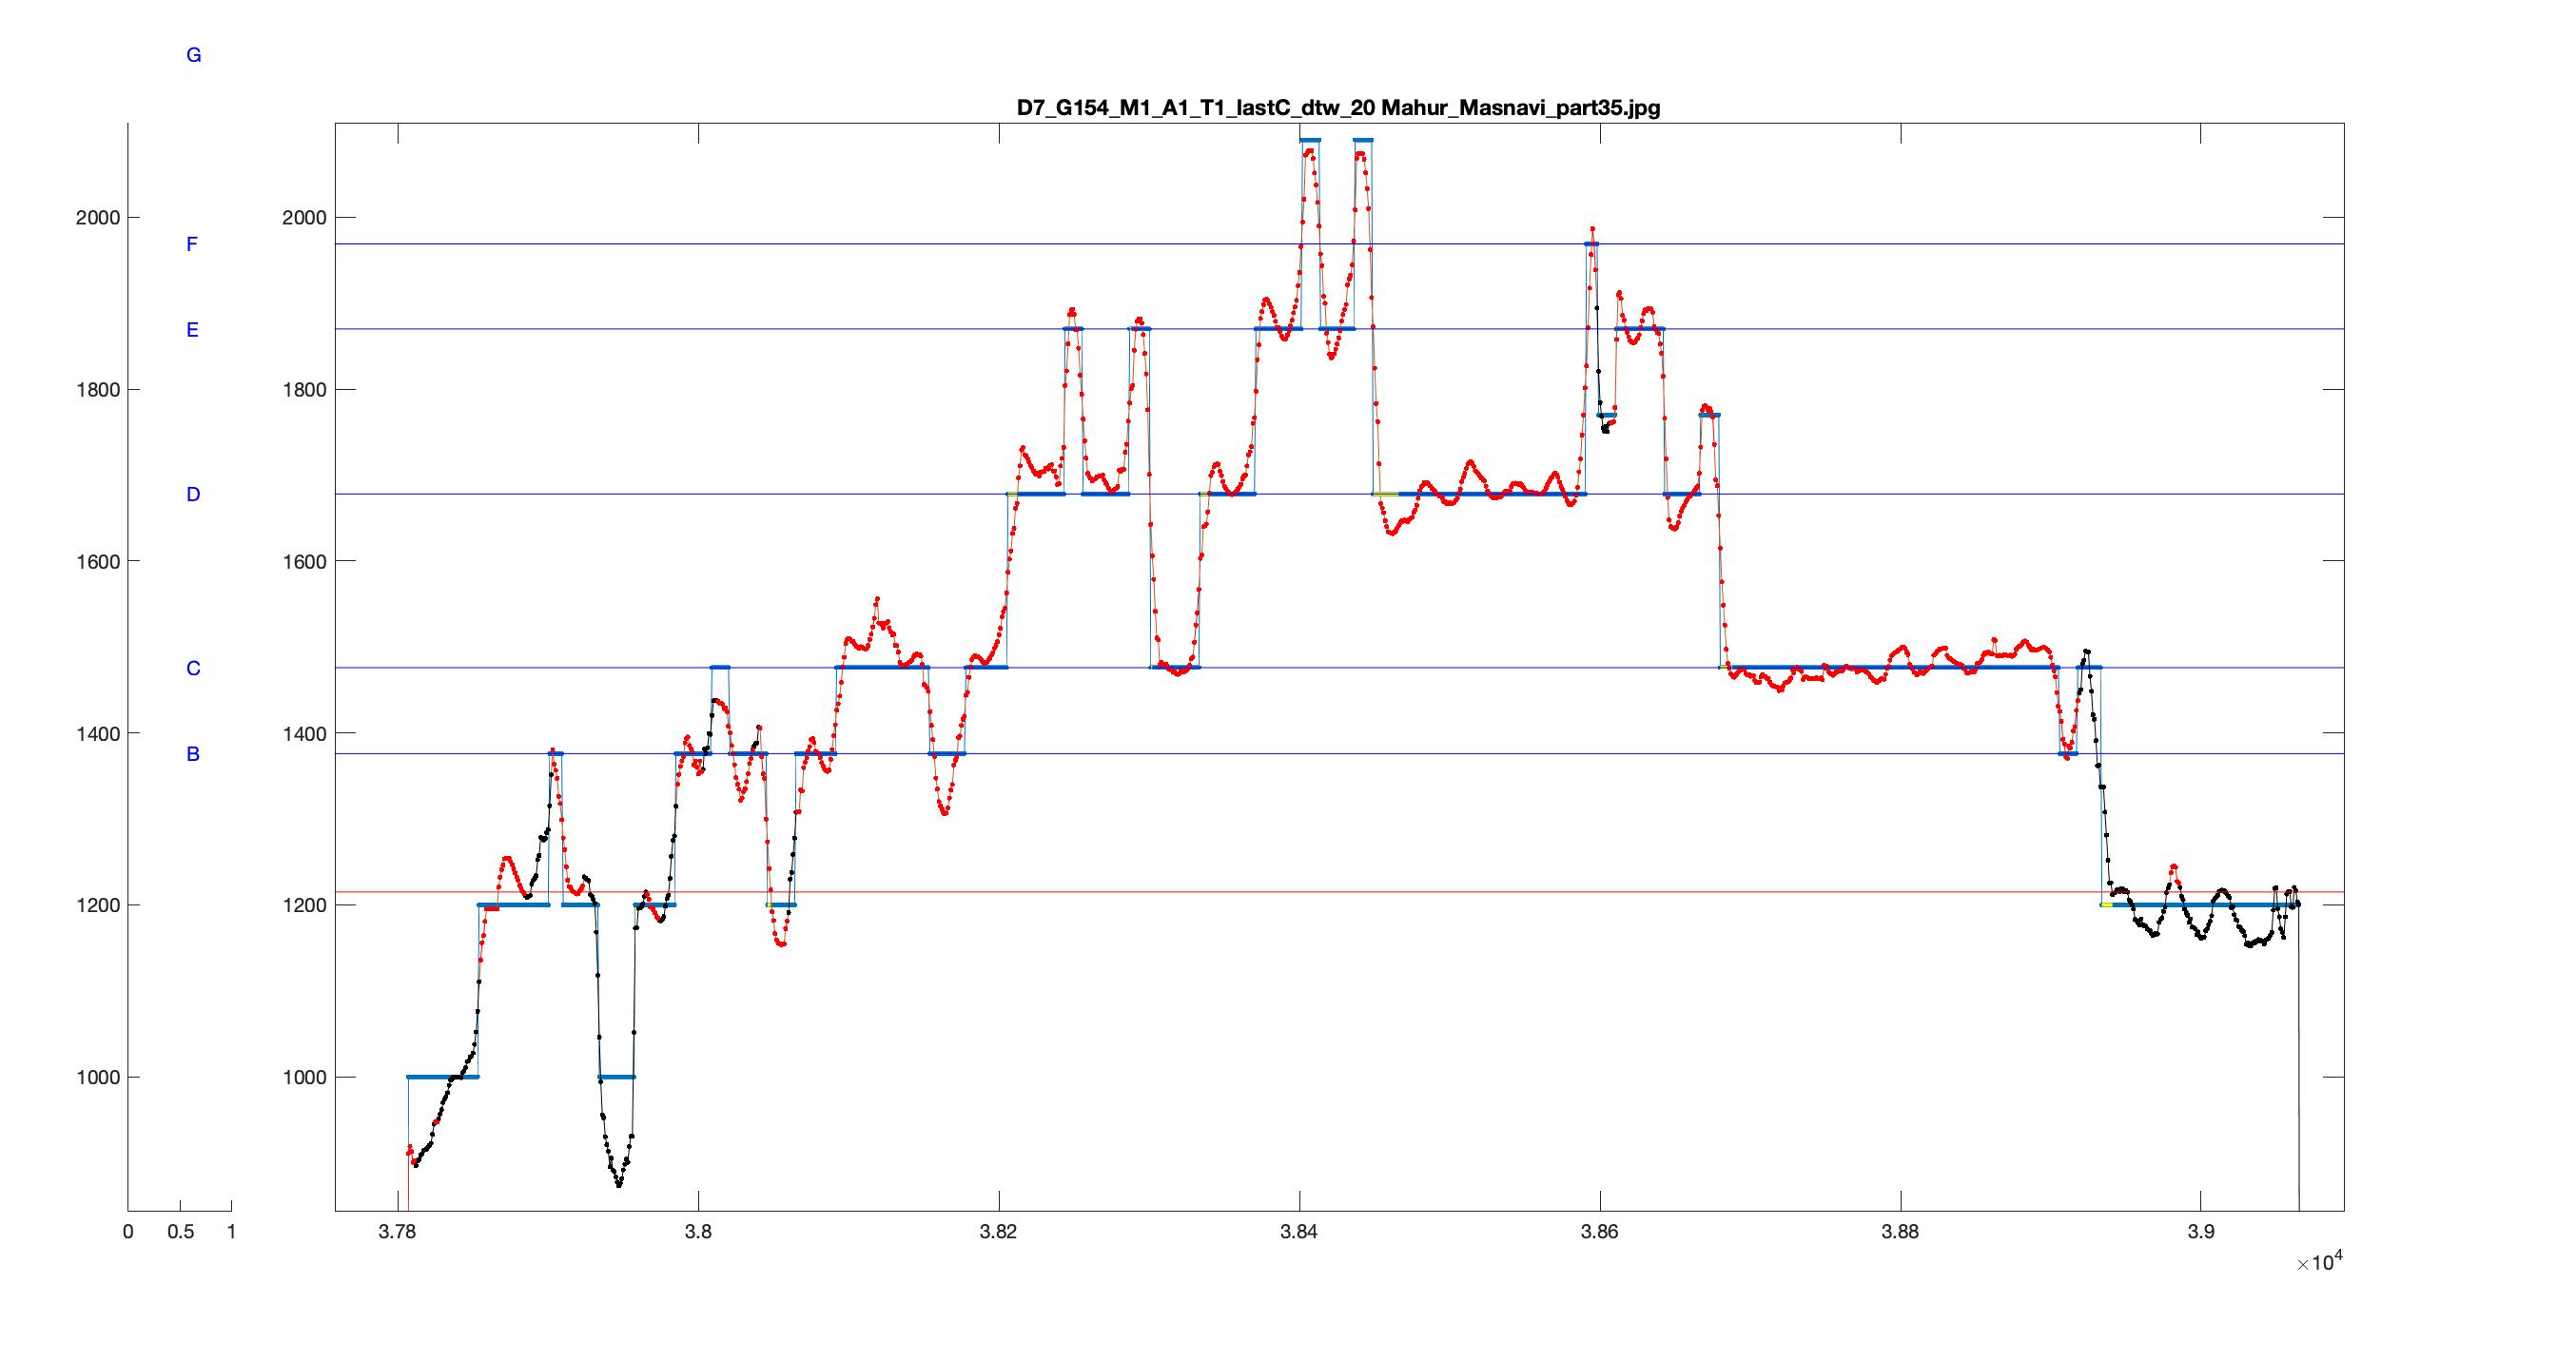 G
D7_G154_M1_A1_T1_lastC_dtw_20 Mahur_Masnavi_part35.jpg
2000 2000
F
E
1800 1800
D
1600 1600
C
1400 1400
B
1200 1200
1000 1000
0 0.5 1 3.78 3.8 3.82 3.84 3.86 3.88 3.9
×10⁴